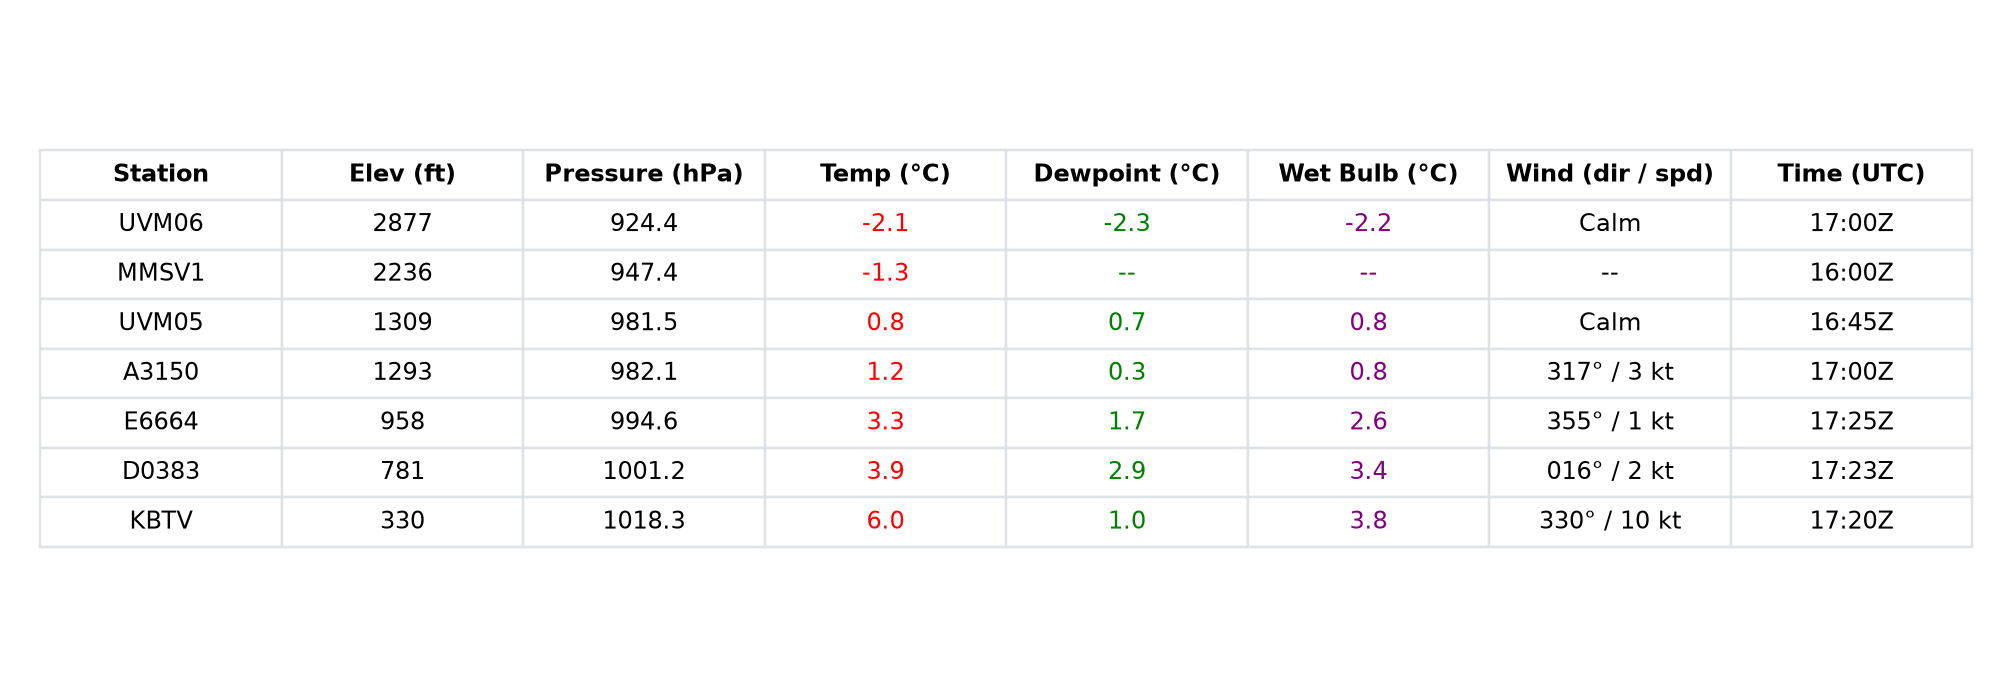 Station Elev (ft) Pressure (hPa) Temp (°C) Dewpoint (°C) Wet Bulb (°C) Wind (dir / spd) Time (UTC)
UVM06 2877 924.4 -2.1 -2.3 -2.2 Calm 17:00Z
MMSV1 2236 947.4 -1.3 -- -- -- 16:00Z
UVM05 1309 981.5 0.8 0.7 0.8 Calm 16:45Z
A3150 1293 982.1 1.2 0.3 0.8 317° / 3 kt 17:00Z
E6664 958 994.6 3.3 1.7 2.6 355° / 1 kt 17:25Z
D0383 781 1001.2 3.9 2.9 3.4 016° / 2 kt 17:23Z
KBTV 330 1018.3 6.0 1.0 3.8 330° / 10 kt 17:20Z